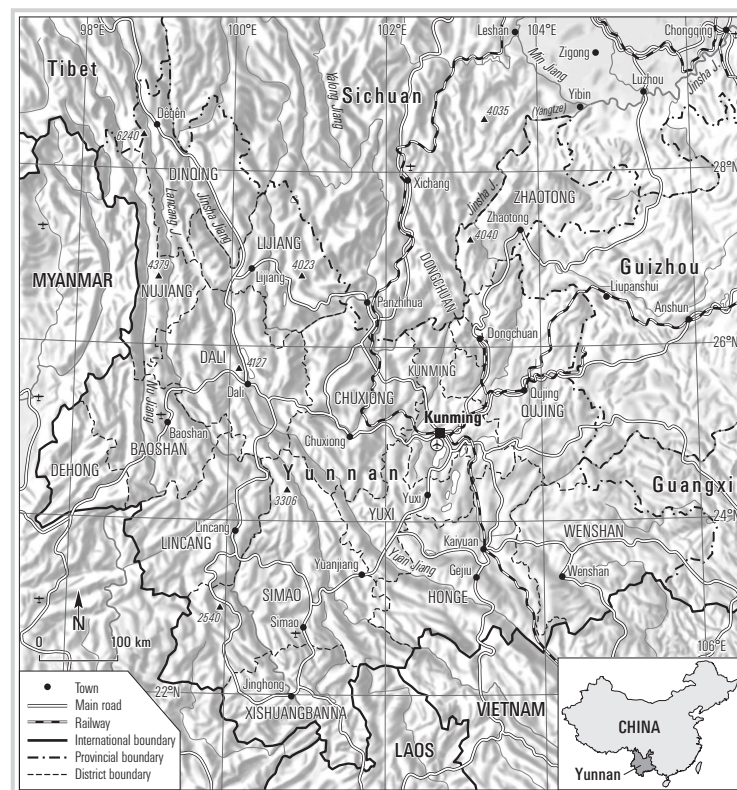 98°E
100°E
102°E
104°E
Leshan
Chongqing
Min Jiang
Zigong
Tibet
Yalong Jiang
Sichuan
Luzhou
Jinsha J.
Yibin
(Yangtze)
Dêqên
6240
4035
DINQING
28°N
Xichang
Lancang J.
Jinsha Jiang
Jinsha J.
ZHAOTONG
Zhaotong
LIJIANG
4040
DONGCHUAN
MYANMAR
4379
Lijiang
4023
Guizhou
NUJIANG
Panzhihua
Liupanshui
Anshun
Dongchuan
26°N
DALI
4127
KUNMING
Dali
CHUXIONG
Qujing
QUJING
Nu Jiang
Kunming
Baoshan
Chuxiong
BAOSHAN
DEHONG
Yunnan
3306
Yuxi
Guangxi
YUXI
24°N
Lincang
WENSHAN
LINCANG
Kaiyuan
Yuan Jiang
Yuanjiang
Gejiu
Wenshan
SIMAO
HONGE
N
2540
Simao
0
100 km
106°E
Jinghong
22°N
XISHUANGBANNA
VIETNAM
LAOS
Town
Main road
Railway
International boundary
Provincial boundary
District boundary
CHINA
Yunnan